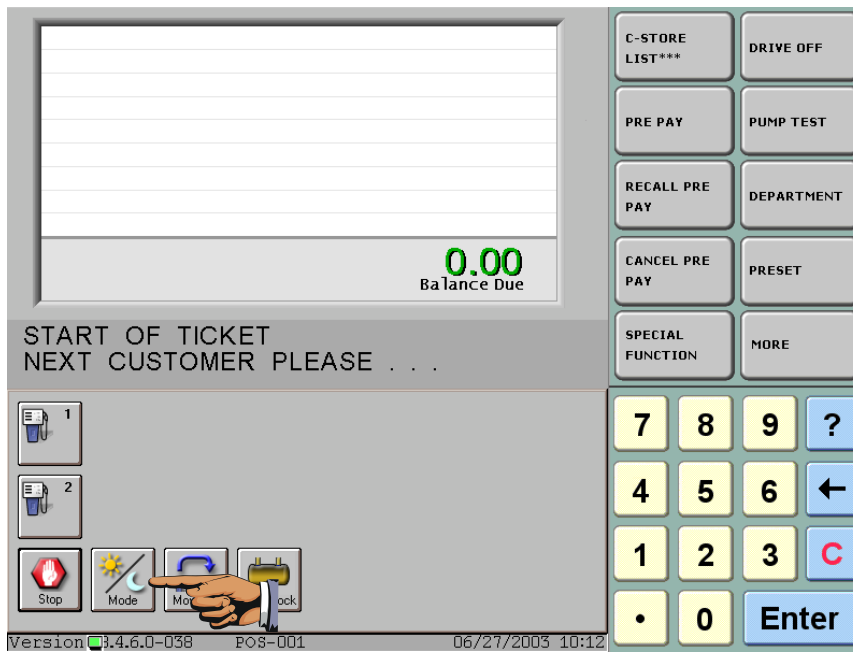 0.00
Balance Due
START OF TICKET
NEXT CUSTOMER PLEASE . . .
C-STORE
LIST***
DRIVE OFF
PRE PAY
PUMP TEST
RECALL PRE
PAY
DEPARTMENT
CANCEL PRE
PAY
PRESET
SPECIAL
FUNCTION
MORE
1
2
Stop
Mode
7 8 9 ?
4 5 6 ←
1 2 3 C
. 0 Enter
Version 3.4.6.0-038 POS-001 06/27/2003 10:12